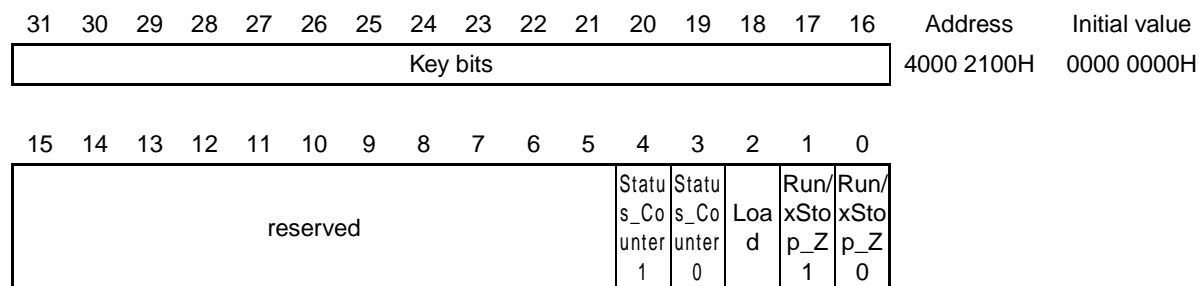 31 30 29 28 27 26 25 24 23 22 21 20 19 18 17 16 Address Initial value
Key bits 4000 2100H 0000 0000H
15 14 13 12 11 10 9 8 7 6 5 4 3 2 1 0
reserved
Statu
s_Co
unter
1
Statu
s_Co
unter
0
Loa
d
Run/
xSto
p_Z
1
Run/
xSto
p_Z
0